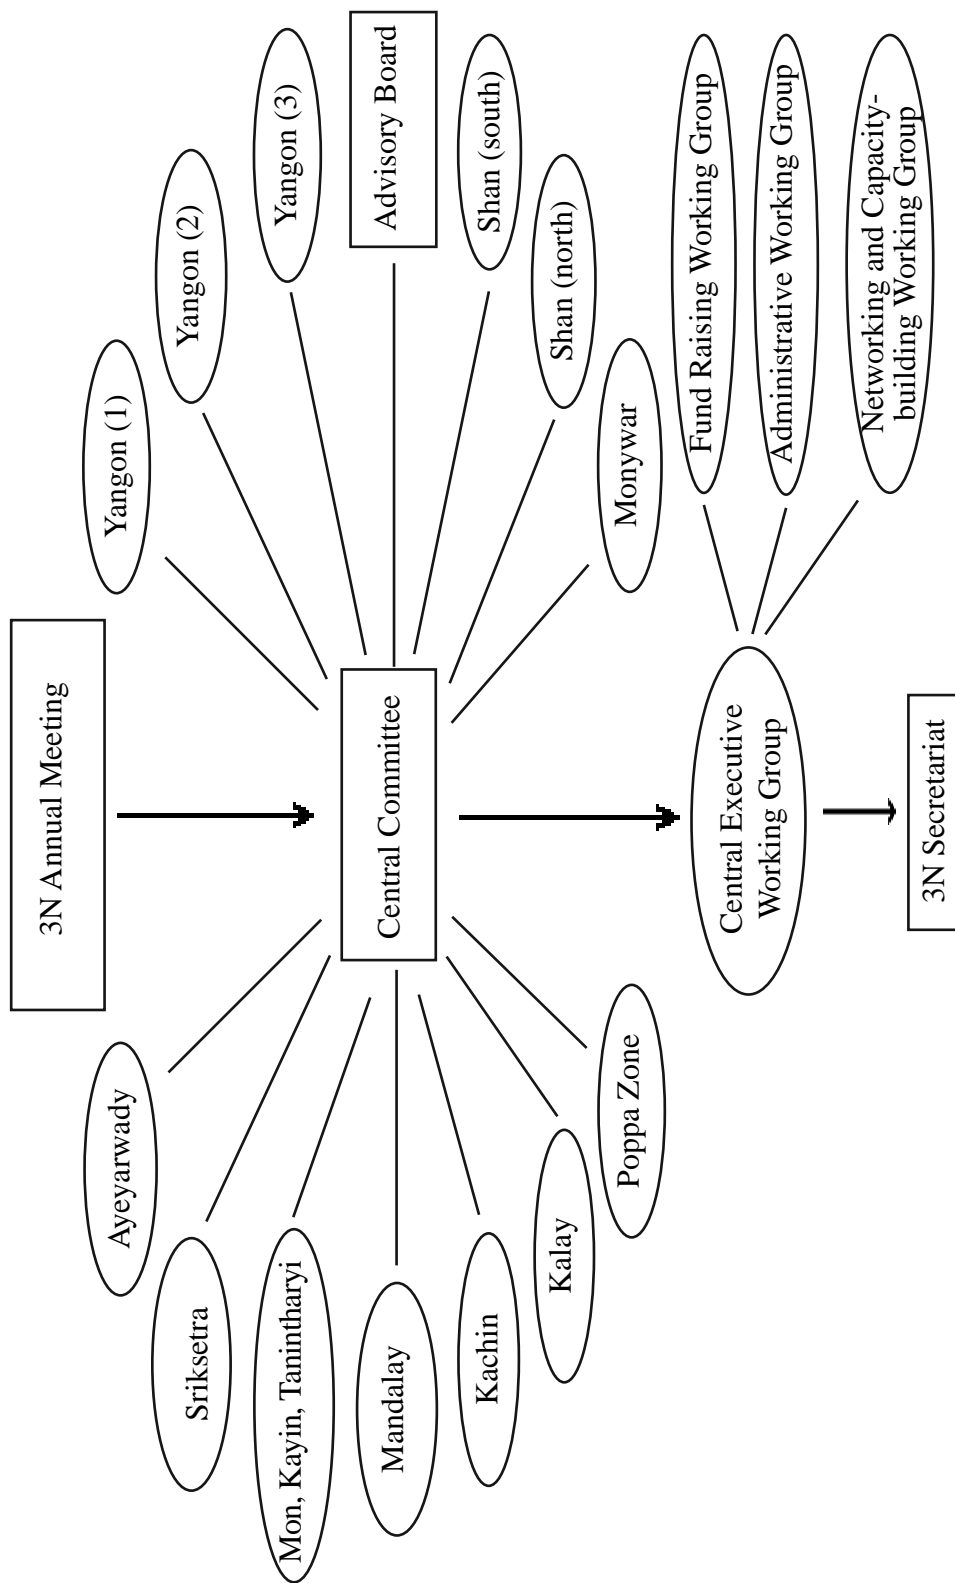 3N Annual Meeting
Ayeyarwady
Yangon (1)
Sriksetra
Yangon (2)
Mon, Kayin, Tanintharyi
Yangon (3)
Mandalay
Central Committee
Advisory Board
Kachin
Shan (south)
Kalay
Shan (north)
Poppa Zone
Monywar
Central Executive
Working Group
Fund Raising Working Group
Administrative Working Group
Networking and Capacity-
building Working Group
3N Secretariat